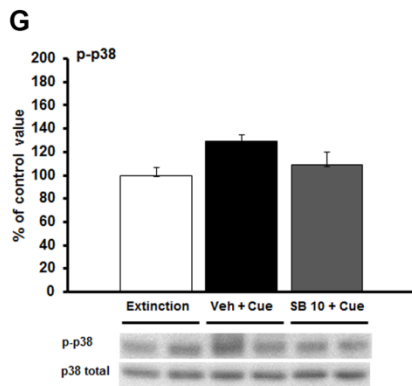 G
p-p38
% of control value
200
180
160
140
120
100
80
60
40
20
0
Extinction Veh + Cue SB 10 + Cue
p-p38
p38 total